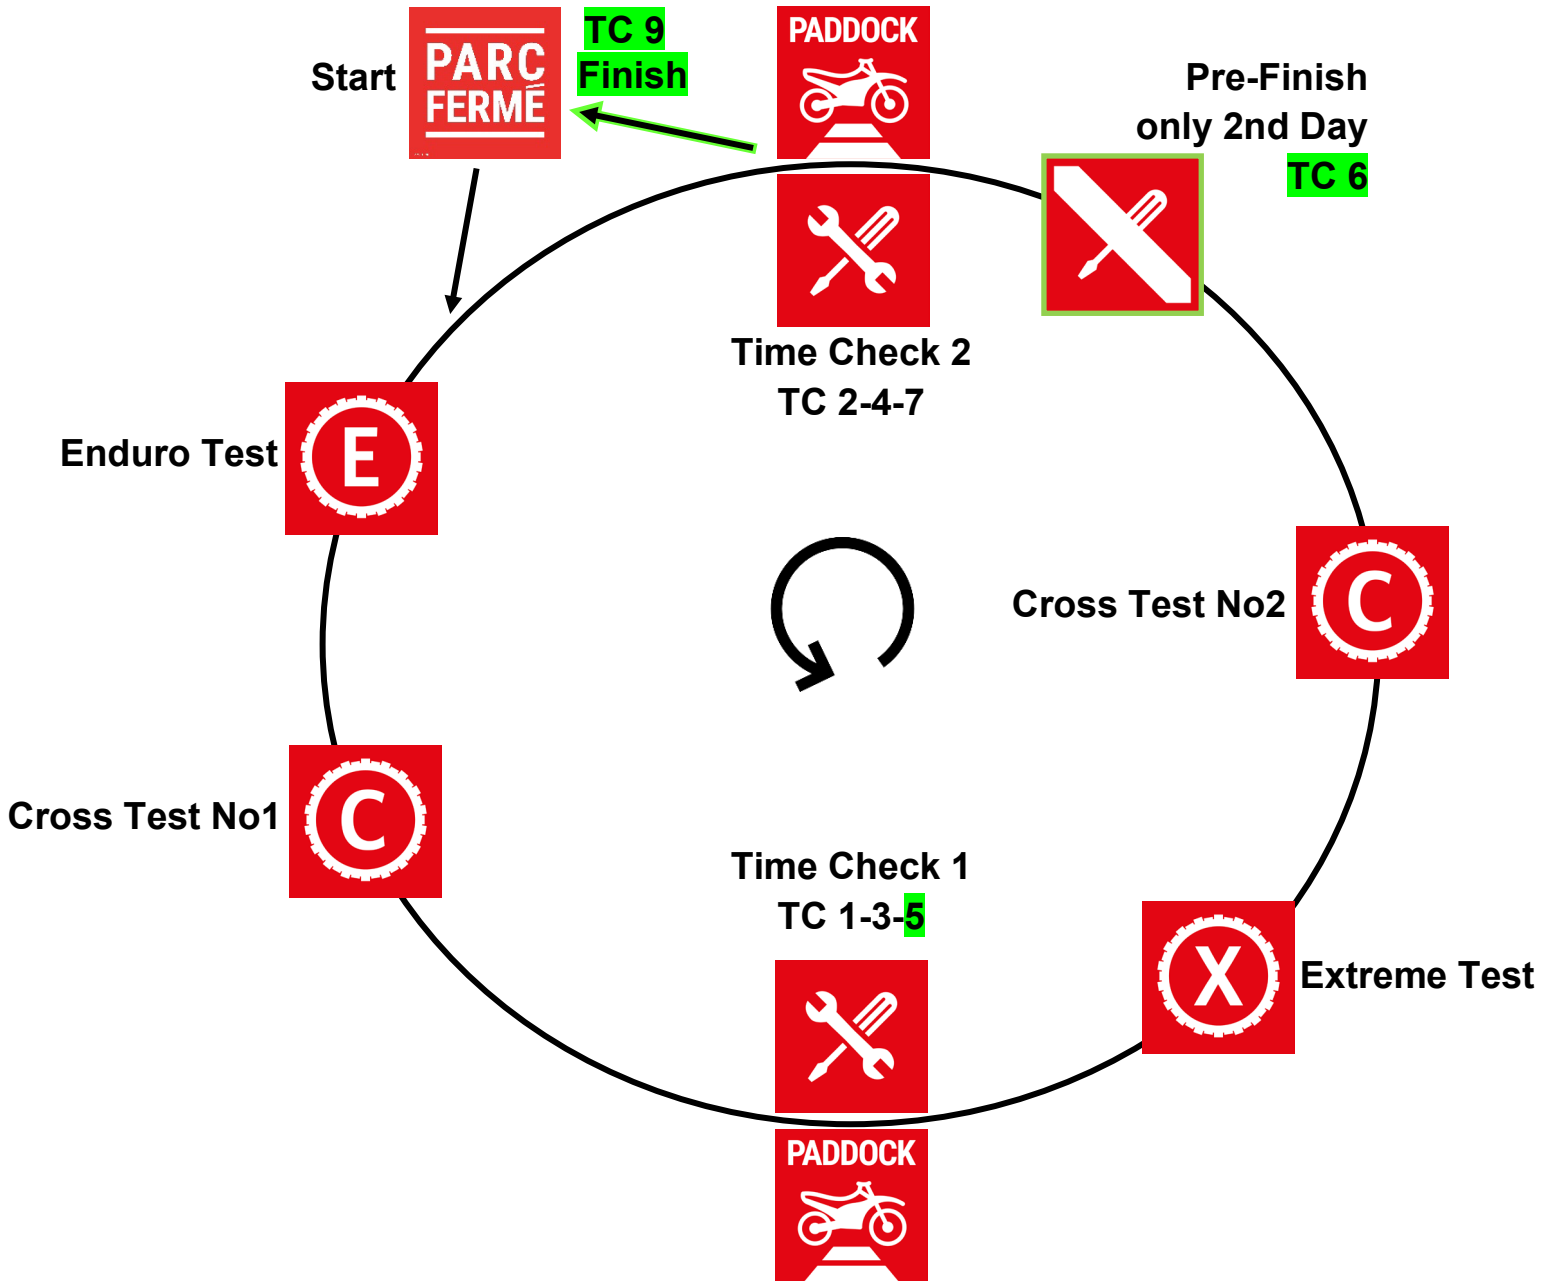 TC 9
Finish
Start
PARC
FERMÉ
PADDOCK
Pre-Finish
only 2nd Day
TC 6
Time Check 2
TC 2-4-7
Enduro Test
E
Cross Test No2
C
Cross Test No1
C
Time Check 1
TC 1-3-5
X
Extreme Test
PADDOCK